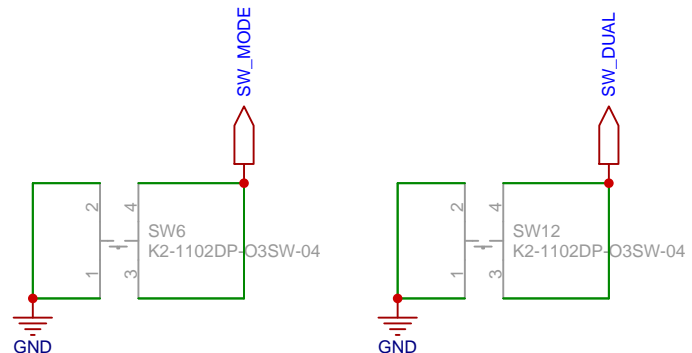 SW_MODE
SW_DUAL
2
4
SW6
K2-1102DP-O3SW-04
1
3
GND
2
4
SW12
K2-1102DP-O3SW-04
1
3
GND